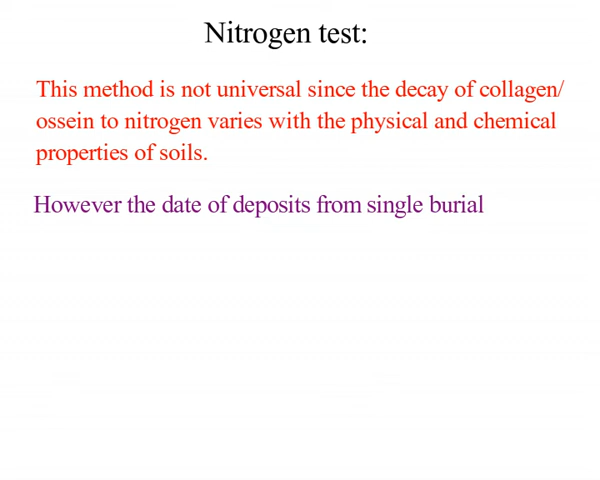 Nitrogen test:
This method is not universal since the decay of collagen/
ossein to nitrogen varies with the physical and chemical
properties of soils.
However the date of deposits from single burial